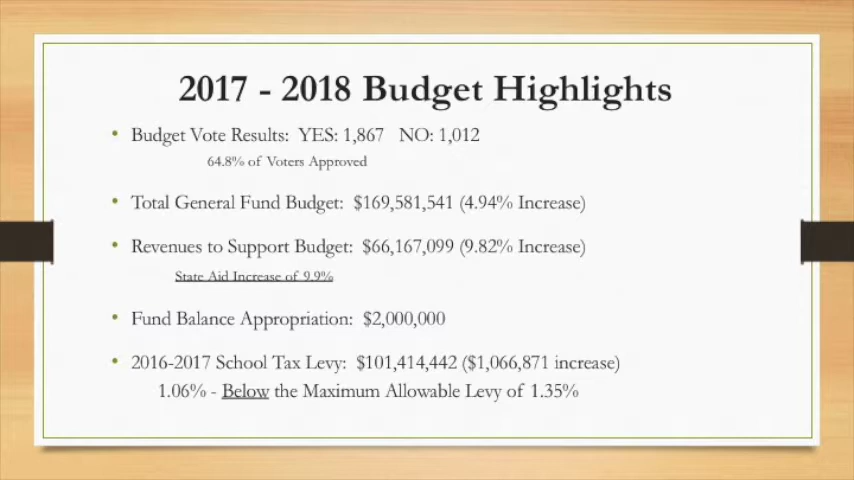 2017 - 2018 Budget Highlights
• Budget Vote Results: YES: 1,867 NO: 1,012
64.8% of Voters Approved
• Total General Fund Budget: $169,581,541 (4.94% Increase)
• Revenues to Support Budget: $66,167,099 (9.82% Increase)
State Aid Increase of 9.9%
• Fund Balance Appropriation: $2,000,000
• 2016-2017 School Tax Levy: $101,414,442 ($1,066,871 increase)
1.06% - Below the Maximum Allowable Levy of 1.35%